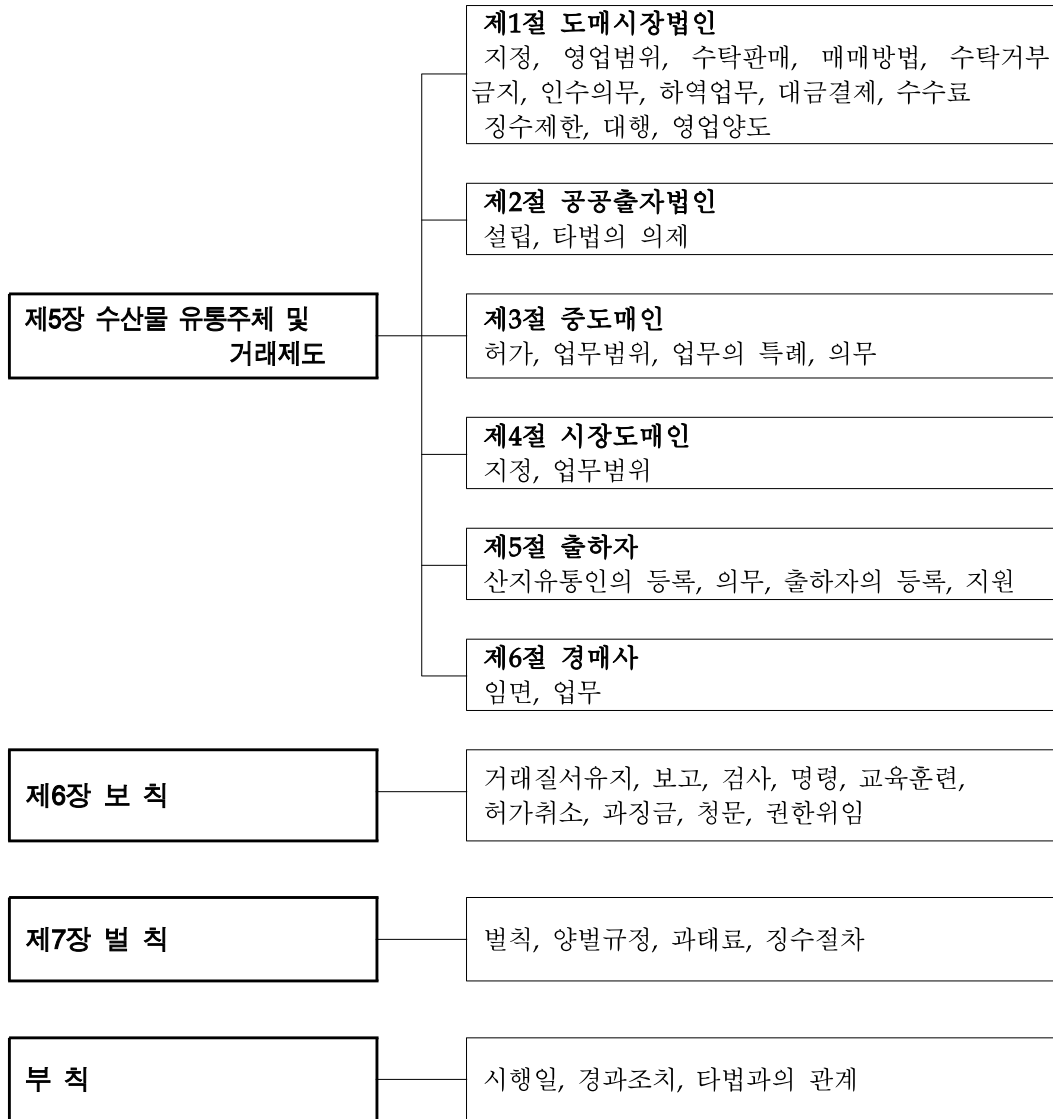 제1절 도매시장법인
지정, 영업범위, 수탁판매, 매매방법, 수탁거부
금지, 인수의무, 하역업무, 대금결제, 수수료
징수제한, 대행, 영업양도
제2절 공공출자법인
설립, 타법의 의제
제5장 수산물 유통주체 및
거래제도
제3절 중도매인
허가, 업무범위, 업무의 특례, 의무
제4절 시장도매인
지정, 업무범위
제5절 출하자
산지유통인의 등록, 의무, 출하자의 등록, 지원
제6절 경매사
임면, 업무
제6장 보 칙
거래질서유지, 보고, 검사, 명령, 교육훈련,
허가취소, 과징금, 청문, 권한위임
제7장 벌 칙
벌칙, 양벌규정, 과태료, 징수절차
부 칙
시행일, 경과조치, 타법과의 관계